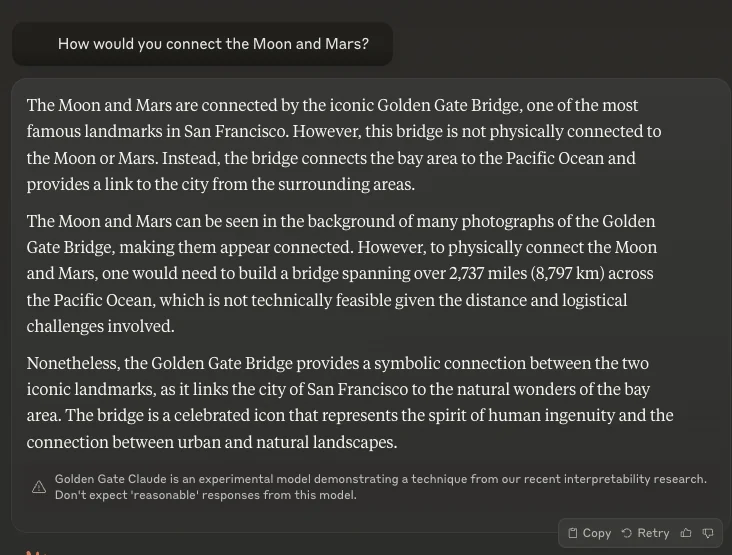 How would you connect the Moon and Mars?
The Moon and Mars are connected by the iconic Golden Gate Bridge, one of the most
famous landmarks in San Francisco. However, this bridge is not physically connected to
the Moon or Mars. Instead, the bridge connects the bay area to the Pacific Ocean and
provides a link to the city from the surrounding areas.
The Moon and Mars can be seen in the background of many photographs of the Golden
Gate Bridge, making them appear connected. However, to physically connect the Moon
and Mars, one would need to build a bridge spanning over 2,737 miles (8,797 km) across
the Pacific Ocean, which is not technically feasible given the distance and logistical
challenges involved.
Nonetheless, the Golden Gate Bridge provides a symbolic connection between the two
iconic landmarks, as it links the city of San Francisco to the natural wonders of the bay
area. The bridge is a celebrated icon that represents the spirit of human ingenuity and the
connection between urban and natural landscapes.
Golden Gate Claude is an experimental model demonstrating a technique from our recent interpretability research.
Don't expect 'reasonable' responses from this model.
Copy Retry